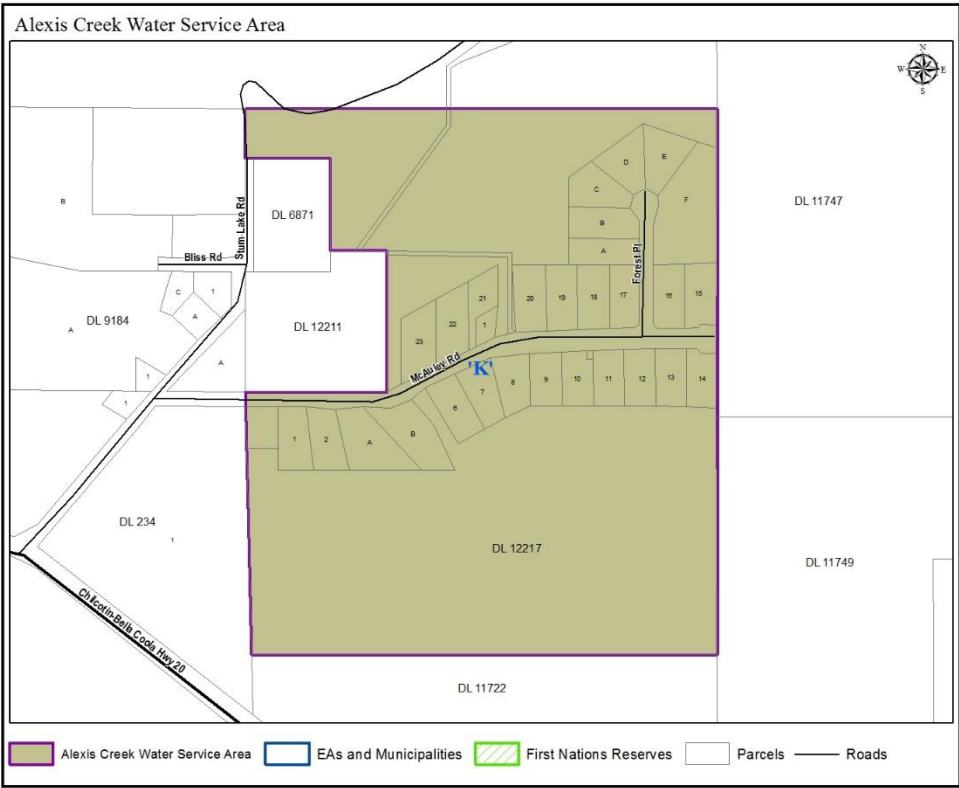 Alexis Creek Water Service Area
N
W E
S
D
E
C
F
B
B
DL 6871
DL 11747
Stum Lake Rd
A
Forest Pl
Bliss Rd
C
1
20
19
18
17
16
15
21
A
DL 9184
DL 12211
22
1
A
23
A
McAuley Rd
'K'
1
8
9
10
11
12
13
14
7
6
1
1
2
A
B
DL 234
1
DL 12217
DL 11749
Chilcotin-Bella Coola Hwy 20
DL 11722
Alexis Creek Water Service Area
EAs and Municipalities
First Nations Reserves
Parcels
Roads